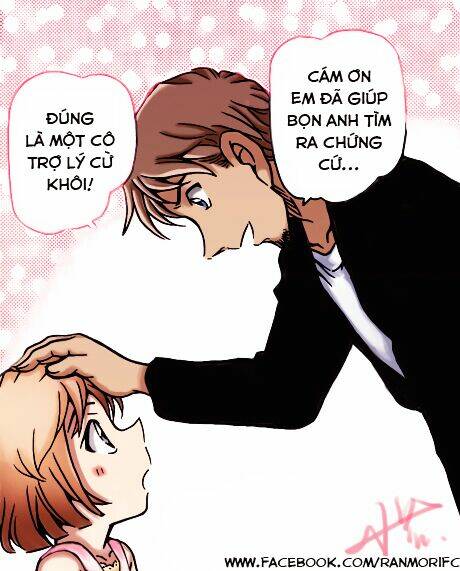 CÁM ƠN
EM ĐÃ GIÚP
BỌN ANH TÌM
RA CHỨNG
CỨ...
ĐÚNG
LÀ MỘT CÔ
TRỢ LÝ CỪ
KHÔI!
WWW.FACEBOOK.COM/RANMORIFC